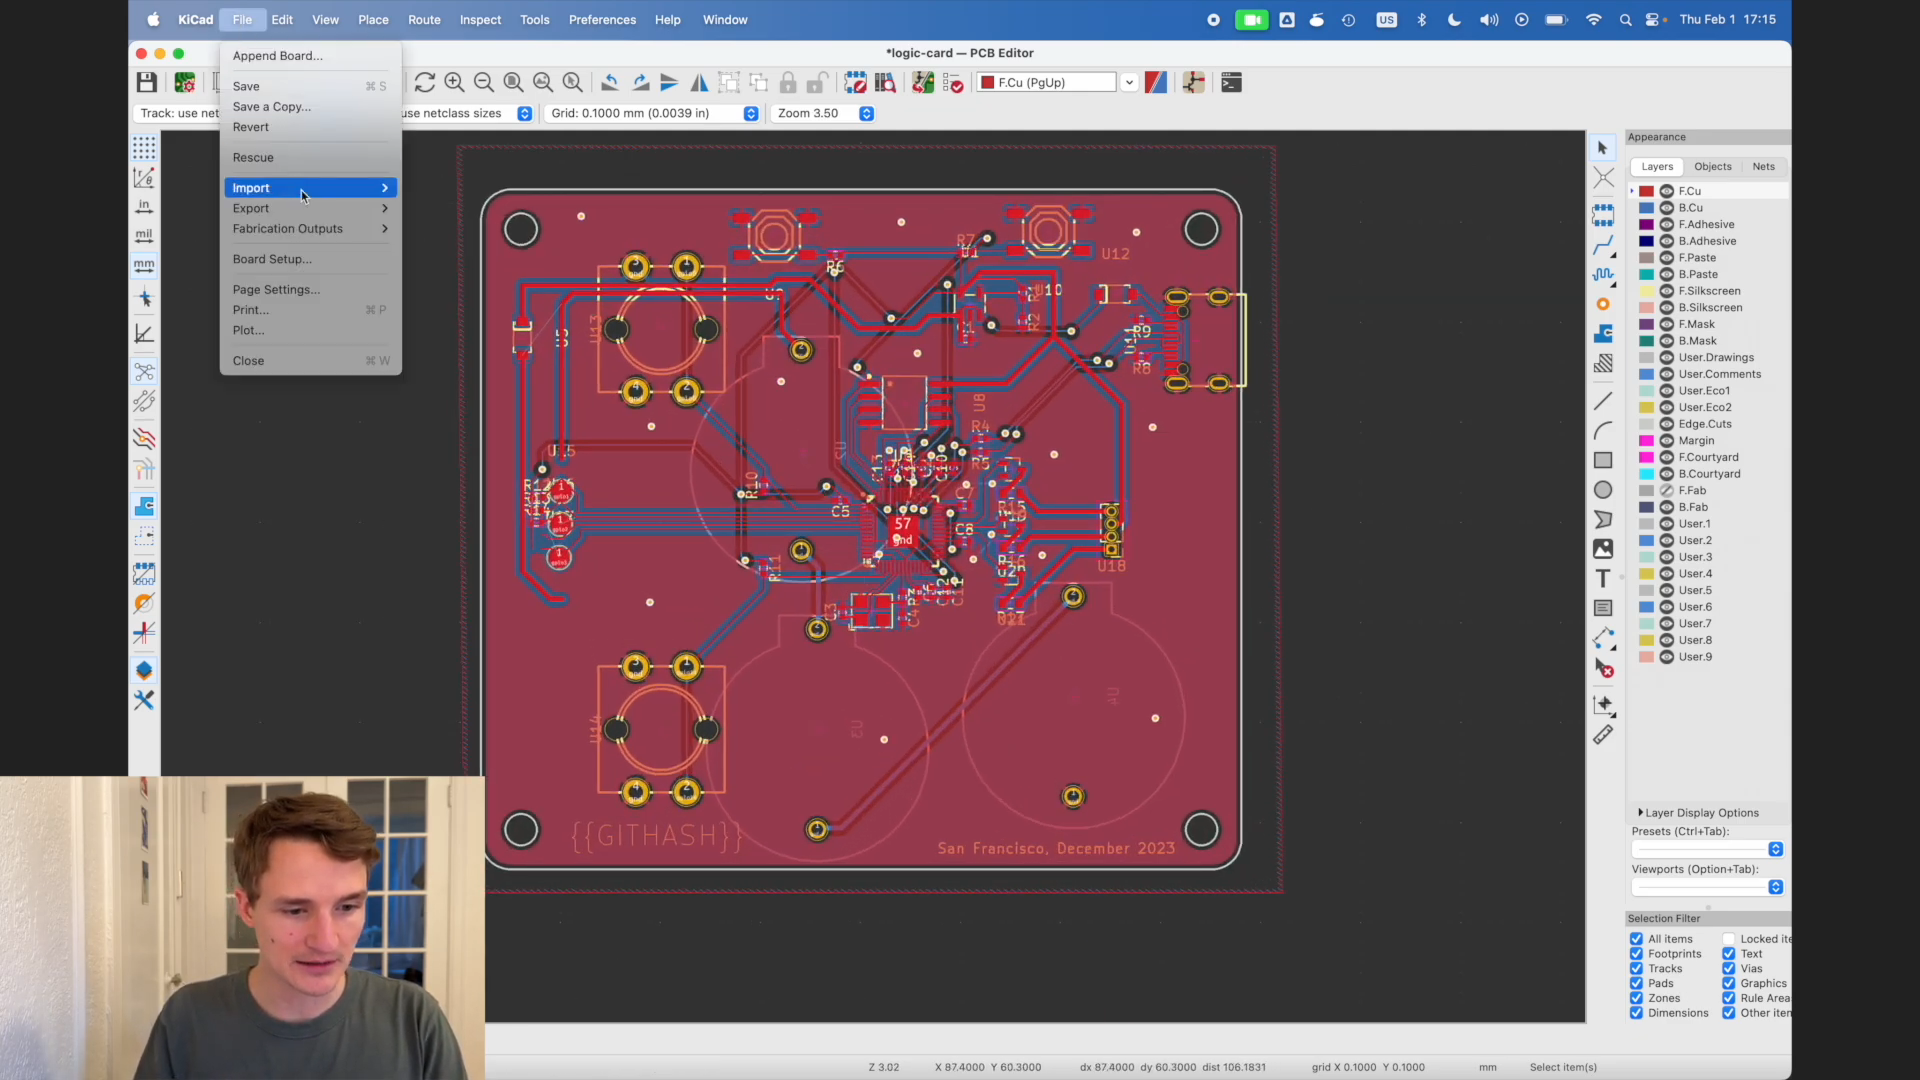 KiCad File Edit View Place Route Inspect Tools Preferences Help Window US Thu Feb 1 17:15
*logic-card — PCB Editor
Append Board...
Save ⌘ S
Save a Copy...
Revert
Rescue
Import
Export
Fabrication Outputs
Board Setup...
Page Settings...
Print... ⌘ P
Plot...
Close ⌘ W
F.Cu (PgUp)
Track: use net
use netclass sizes
Grid: 0.1000 mm (0.0039 in)
Zoom 3.50
in
mil
mm
R7
U12
R6
U13
R2
R9
R8
U8
R4
R5
R10
C5
C7
C8
57
gnd
R11
U18
C3
C4
U21
U14
{{GITHASH}}
San Francisco, December 2023
Appearance
Layers Objects Nets
F.Cu
B.Cu
F.Adhesive
B.Adhesive
F.Paste
B.Paste
F.Silkscreen
B.Silkscreen
F.Mask
B.Mask
User.Drawings
User.Comments
User.Eco1
User.Eco2
Edge.Cuts
Margin
F.Courtyard
B.Courtyard
F.Fab
B.Fab
User.1
User.2
User.3
User.4
User.5
User.6
User.7
User.8
User.9
Layer Display Options
Presets (Ctrl+Tab):
Viewports (Option+Tab):
Selection Filter
All items Locked ite
Footprints Text
Tracks Vias
Pads Graphics
Zones Rule Area
Dimensions Other item
Z 3.02 X 87.4000 Y 60.3000 dx 87.4000 dy 60.3000 dist 106.1831 grid X 0.1000 Y 0.1000 mm Select item(s)